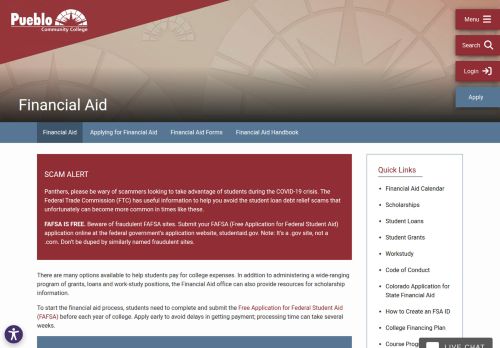 Pueblo
Community College
Menu
Search
Login
Apply
Financial Aid
Financial Aid
Applying for Financial Aid
Financial Aid Forms
Financial Aid Handbook
SCAM ALERT
Panthers, please be wary of scammers looking to take advantage of students during the COVID-19 crisis. The
Federal Trade Commission (FTC) has useful information to help you avoid the student loan debt relief scams that
unfortunately can become more common in times like these.
FAFSA IS FREE. Beware of fraudulent FAFSA sites. Submit your FAFSA (Free Application for Federal Student Aid)
application online at the federal government's application website, studentaid.gov. Note: It's a .gov site, not a
.com. Don't be duped by similarly named fraudulent sites.
There are many options available to help students pay for college expenses. In addition to administering a wide-ranging
program of grants, loans and work-study positions, the Financial Aid office can also provide resources for scholarship
information.
To start the financial aid process, students need to complete and submit the Free Application for Federal Student Aid
(FAFSA) before each year of college. Apply early to avoid delays in getting payment; processing time can take several
weeks.
Quick Links
Financial Aid Calendar
Scholarships
Student Loans
Student Grants
Workstudy
Code of Conduct
Colorado Application for
State Financial Aid
How to Create an FSA ID
College Financing Plan
Course
LIVE CHAT